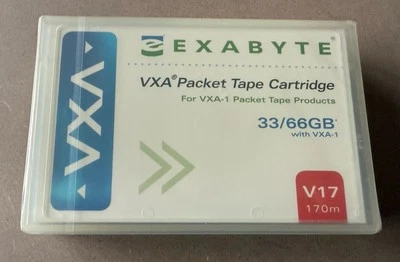 EXABYTE®
VXA® Packet Tape Cartridge
For VXA-1 Packet Tape Products
33/66GB*
with VXA-1
VXA
V17
170m